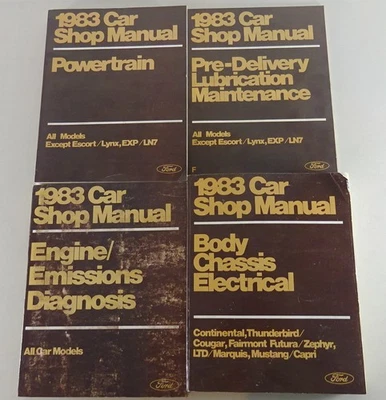 1983 Car
Shop Manual
Powertrain
All Models
Except Escort/Lynx, EXP/LN7
Ford
1983 Car
Shop Manual
Pre-Delivery
Lubrication
Maintenance
All Models
Except Escort/Lynx, EXP/LN7
F
Ford
1983 Car
Shop Manual
Engine/
Emissions
Diagnosis
All Car Models
Ford
1983 Car
Shop Manual
Body
Chassis
Electrical
Continental, Thunderbird/
Cougar, Fairmont Futura/Zephyr,
LTD/Marquis, Mustang/Capri
Ford